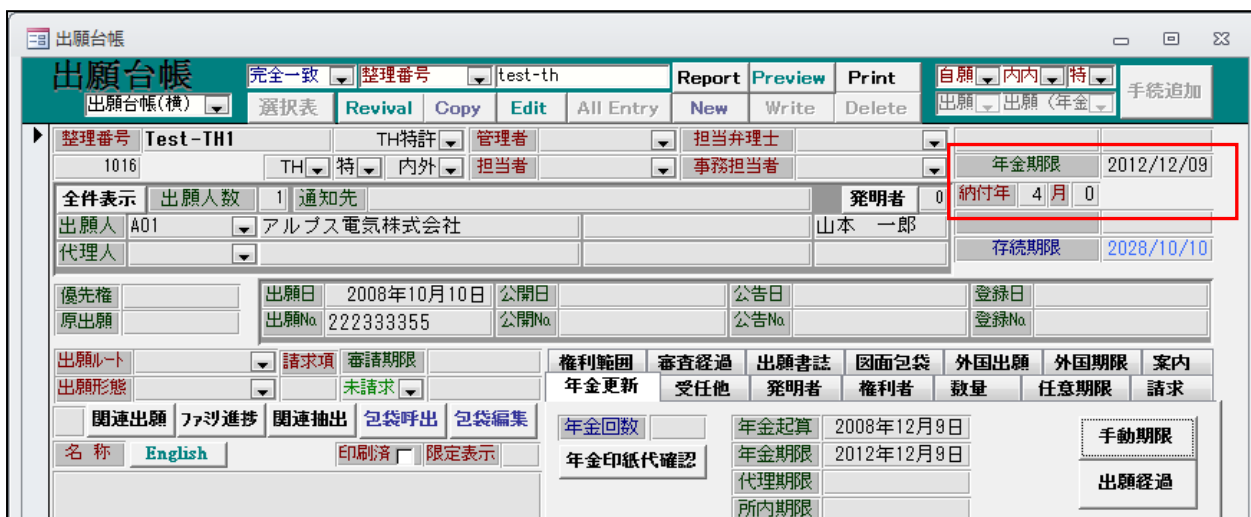 出願台帳
出願台帳 完全一致 整理番号 test-th Report Preview Print 自願 内内 特 手続追加
出願台帳(横) 選択表 Revival Copy Edit All Entry New Write Delete 出願 出願（年金
整理番号 Test-TH1 TH特許 管理者 担当弁理士
1016 TH 特 内外 担当者 事務担当者 年金期限 2012/12/09
全件表示 出願人数 1 通知先 発明者 0 納付年 4 月 0
出願人 A01 アルプス電気株式会社 山本 一郎
代理人 存続期限 2028/10/10
優先権 出願日 2008年10月10日 公開日 公告日 登録日
原出願 出願No. 222333355 公開No. 公告No. 登録No.
出願ルート 請求項 審請期限 権利範囲 審査経過 出願書誌 図面包袋 外国出願 外国期限 案内
出願形態 未請求 年金更新 受任他 発明者 権利者 数量 任意期限 請求
関連出願 ファミリ進捗 関連抽出 包袋呼出 包袋編集 年金回数 年金起算 2008年12月9日 手動期限
名 称 English 印刷済 限定表示 年金印紙代確認 年金期限 2012年12月9日
代理期限 出願経過
所内期限